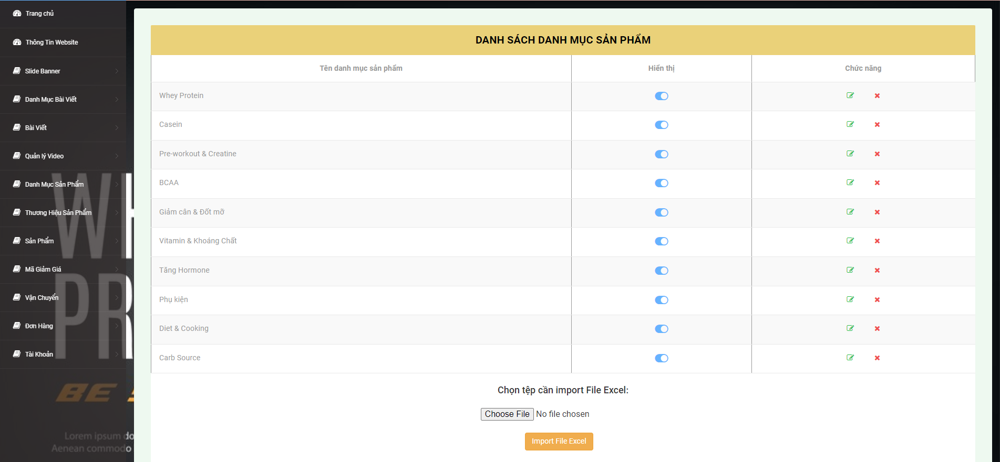 Trang chủ
Thông Tin Website
Slide Banner
Danh Mục Bài Viết
Bài Viết
Quản lý Video
Danh Mục Sản Phẩm
Thương Hiệu Sản Phẩm
Sản Phẩm
Mã Giảm Giá
Vận Chuyển
Đơn Hàng
Tài Khoản
WH
PR
BE
Lorem ipsum do
Aenean commodo
DANH SÁCH DANH MỤC SẢN PHẨM
Tên danh mục sản phẩm Hiển thị Chức năng
Whey Protein
Casein
Pre-workout & Creatine
BCAA
Giảm cân & Đốt mỡ
Vitamin & Khoáng Chất
Tăng Hormone
Phụ kiện
Diet & Cooking
Carb Source
Chọn tệp cần import File Excel:
Choose File No file chosen
Import File Excel